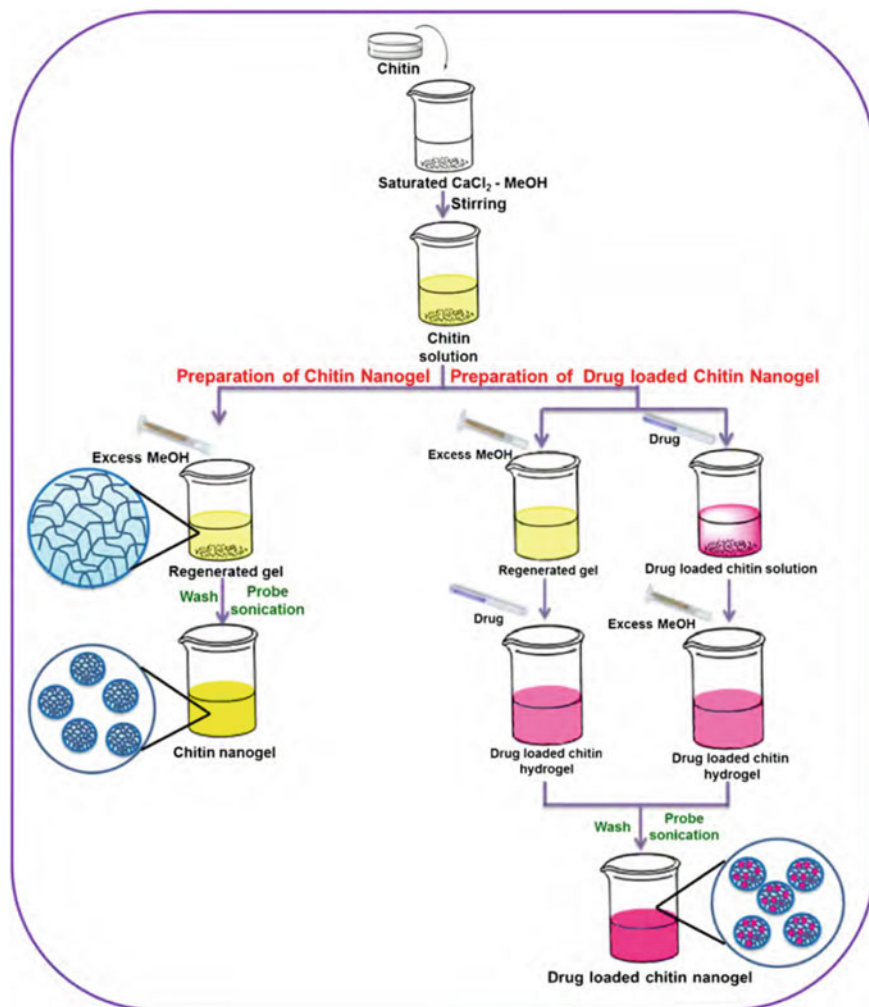 Chitin
Saturated CaCl₂ - MeOH
Stirring
Chitin
solution
Preparation of Chitin Nanogel
Preparation of Drug loaded Chitin Nanogel
Excess MeOH
Excess MeOH
Drug
Regenerated gel
Regenerated gel
Drug loaded chitin solution
Wash
Probe
sonication
Drug
Excess MeOH
Chitin nanogel
Drug loaded chitin
hydrogel
Drug loaded chitin
hydrogel
Wash
Probe
sonication
Drug loaded chitin nanogel